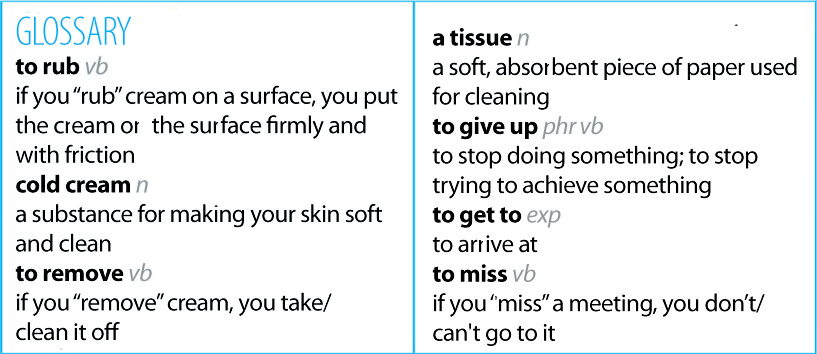 GLOSSARY
to rub vb
if you “rub” cream on a surface, you put
the cream or the surface firmly and
with friction
cold cream n
a substance for making your skin soft
and clean
to remove vb
if you “remove” cream, you take/
clean it off
a tissue n
a soft, absorbent piece of paper used
for cleaning
to give up phr vb
to stop doing something; to stop
trying to achieve something
to get to exp
to arrive at
to miss vb
if you “miss” a meeting, you don’t/
can't go to it